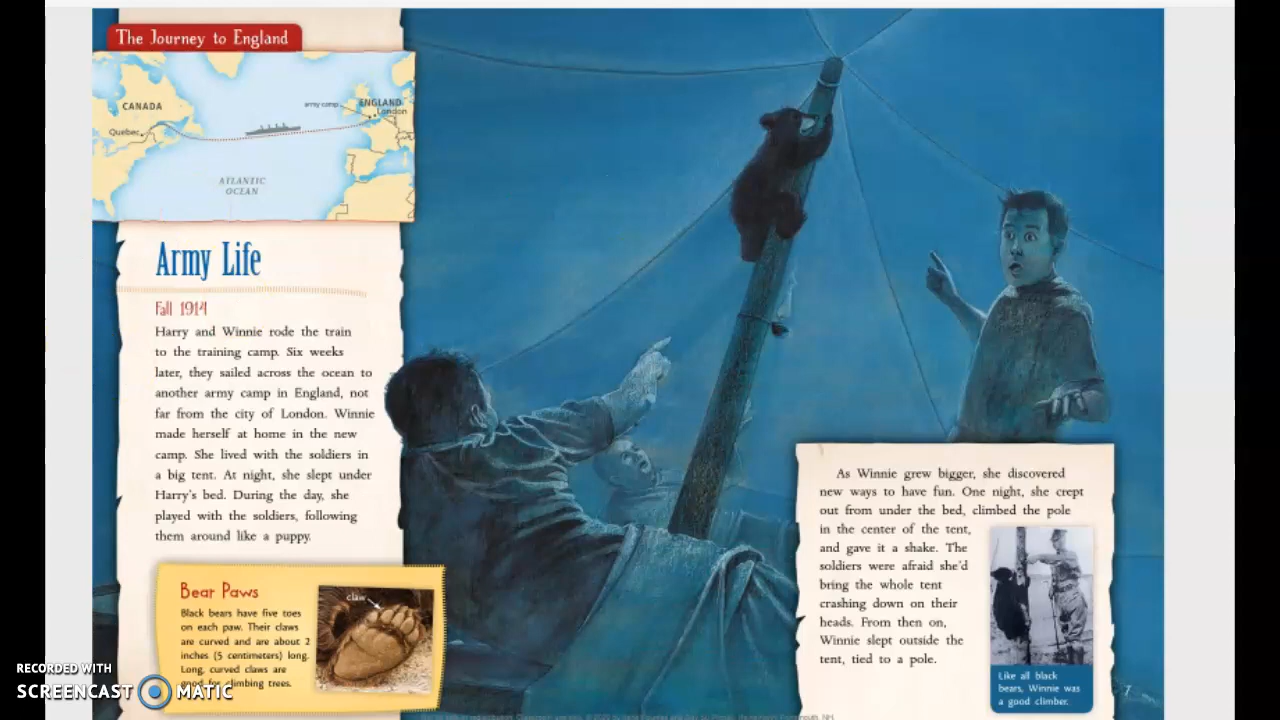 The Journey to England
CANADA
Quebec
army camp
ENGLAND
London
ATLANTIC
OCEAN
Army Life
Fall 1914
Harry and Winnie rode the train
to the training camp. Six weeks
later, they sailed across the ocean to
another army camp in England, not
far from the city of London. Winnie
made herself at home in the new
camp. She lived with the soldiers in
a big tent. At night, she slept under
Harry's bed. During the day, she
played with the soldiers, following
them around like a puppy.
Bear Paws
Black bears have five toes
on each paw. Their claws
are curved and are about 2
inches (5 centimeters) long.
Long, curved claws are
good for climbing trees.
claw
As Winnie grew bigger, she discovered
new ways to have fun. One night, she crept
out from under the bed, climbed the pole
in the center of the tent,
and gave it a shake. The
soldiers were afraid she'd
bring the whole tent
crashing down on their
heads. From then on,
Winnie slept outside the
tent, tied to a pole.
Like all black
bears, Winnie was
a good climber.
7
RECORDED WITH
SCREENCAST MATIC